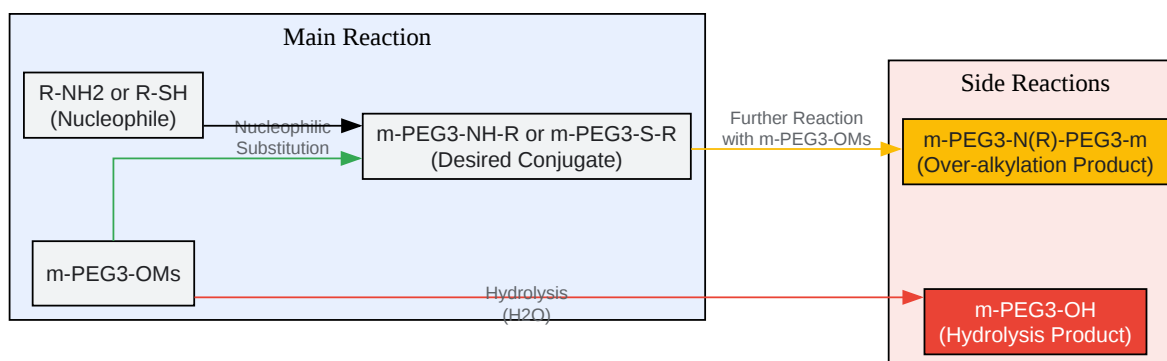 Main Reaction
R-NH2 or R-SH
(Nucleophile)
Nucleophilic
Substitution
m-PEG3-NH-R or m-PEG3-S-R
(Desired Conjugate)
m-PEG3-OMs
Further Reaction
with m-PEG3-OMs
Hydrolysis
(H2O)
Side Reactions
m-PEG3-N(R)-PEG3-m
(Over-alkylation Product)
m-PEG3-OH
(Hydrolysis Product)